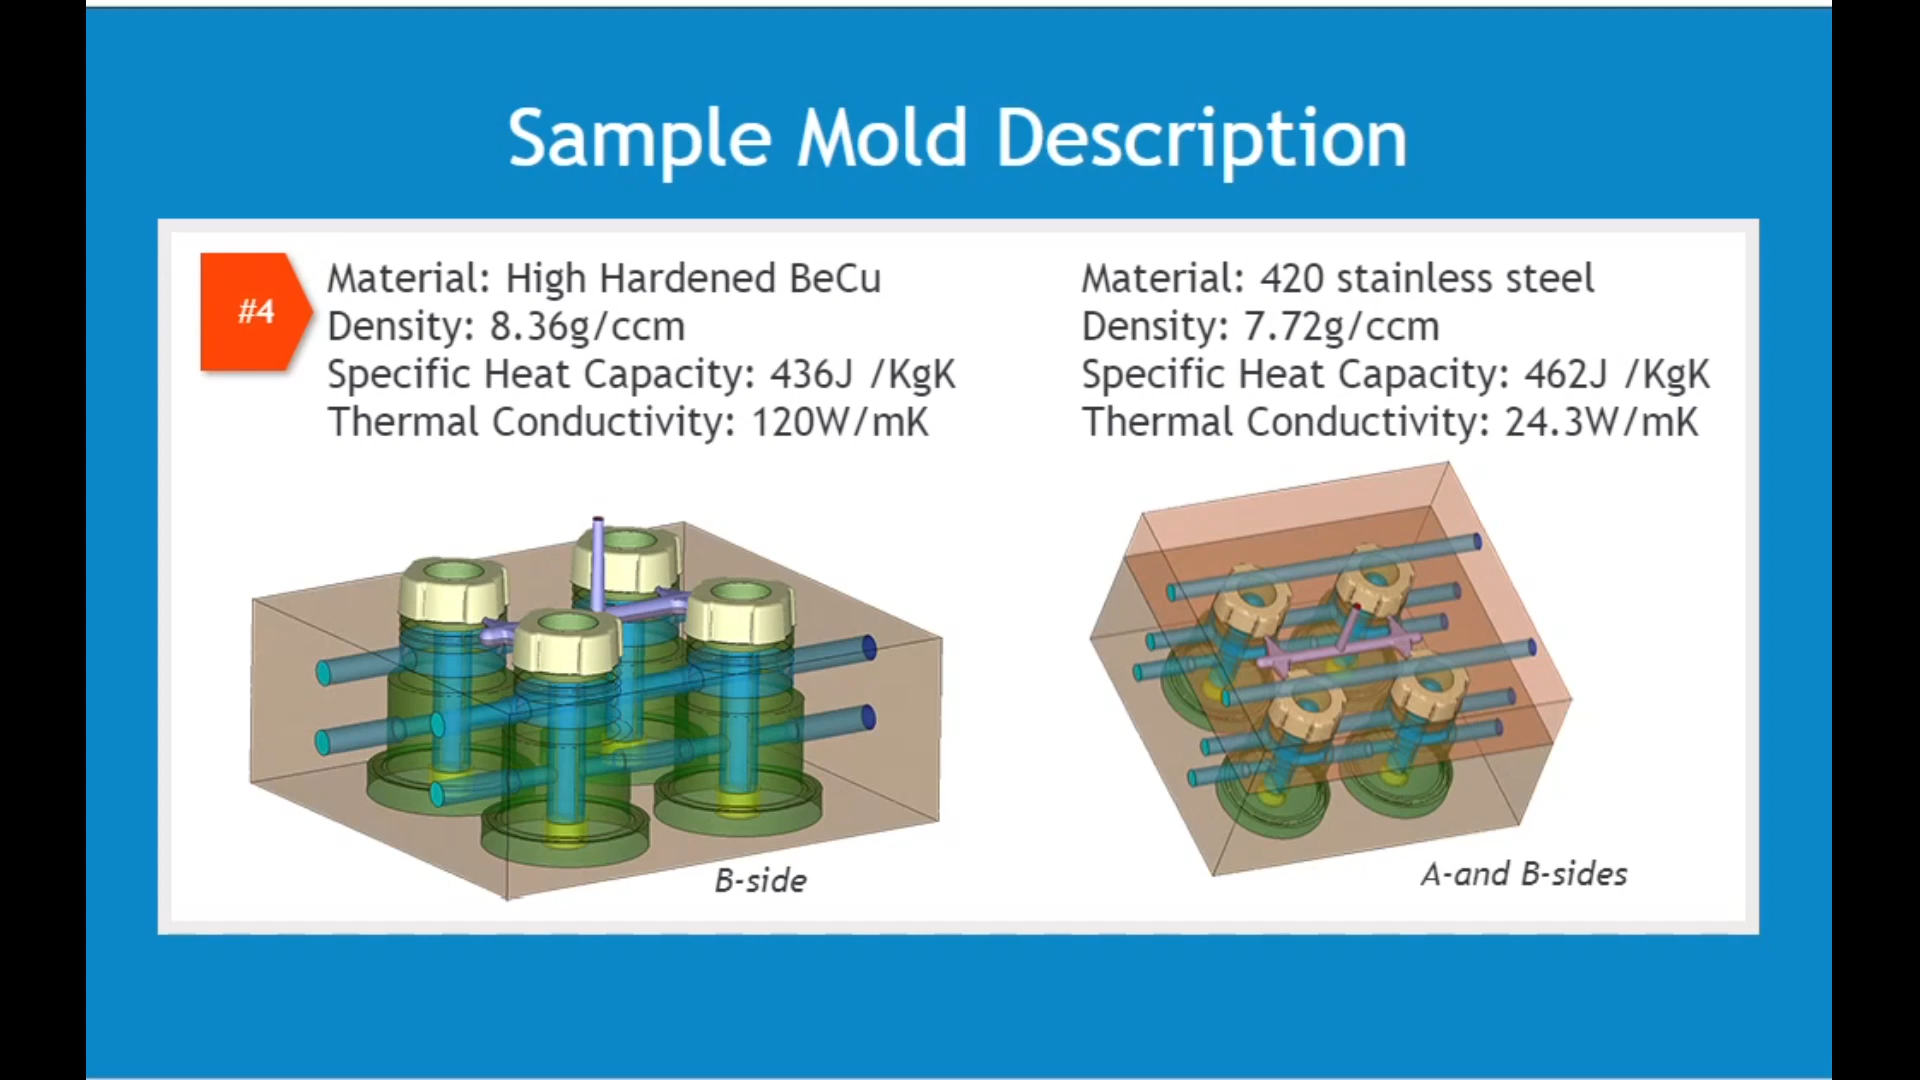 Sample Mold Description
#4
Material: High Hardened BeCu
Density: 8.36g/ccm
Specific Heat Capacity: 436J /KgK
Thermal Conductivity: 120W/mK
Material: 420 stainless steel
Density: 7.72g/ccm
Specific Heat Capacity: 462J /KgK
Thermal Conductivity: 24.3W/mK
B-side
A-and B-sides